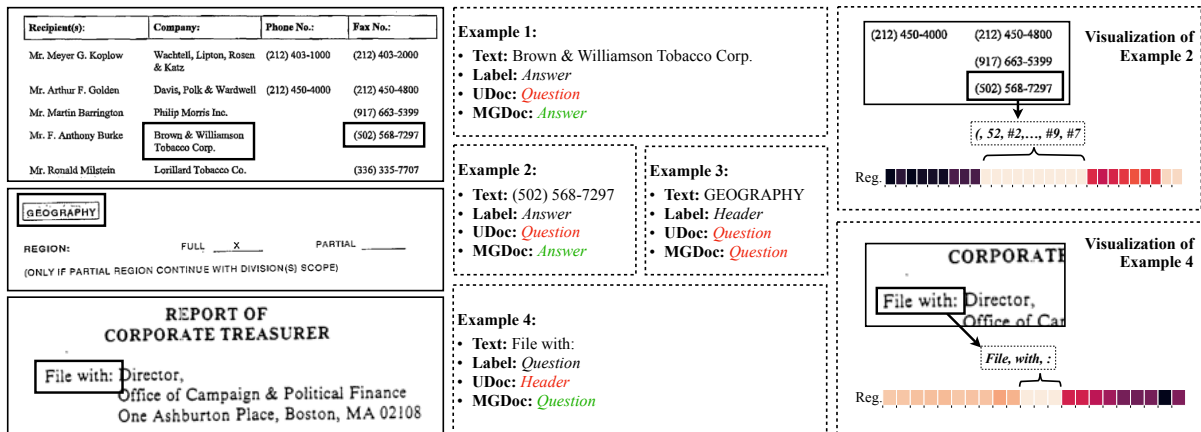 Recipient(s): Company: Phone No.: Fax No.:
Mr. Meyer G. Koplow Wachtell, Lipton, Rosen & Katz (212) 403-1000 (212) 403-2000
Mr. Arthur F. Golden Davis, Polk & Wardwell (212) 450-4000 (212) 450-4800
Mr. Martin Barrington Philip Morris Inc. (917) 663-5399
Mr. F. Anthony Burke Brown & Williamson Tobacco Corp. (502) 568-7297
Mr. Ronald Milstein Lorillard Tobacco Co. (336) 335-7707
GEOGRAPHY
REGION: FULL X PARTIAL
(ONLY IF PARTIAL REGION CONTINUE WITH DIVISION(S) SCOPE)
REPORT OF
CORPORATE TREASURER
File with: Director,
Office of Campaign & Political Finance
One Ashburton Place, Boston, MA 02108
Example 1:
• Text: Brown & Williamson Tobacco Corp.
• Label: Answer
• UDoc: Question
• MGDoc: Answer
Example 2:
• Text: (502) 568-7297
• Label: Answer
• UDoc: Question
• MGDoc: Answer
Example 3:
• Text: GEOGRAPHY
• Label: Header
• UDoc: Question
• MGDoc: Question
Example 4:
• Text: File with:
• Label: Question
• UDoc: Header
• MGDoc: Question
Visualization of
Example 2
(212) 450-4000 (212) 450-4800
(917) 663-5399
(502) 568-7297
(, 52, #2,…, #9, #7
Reg.
Visualization of
Example 4
CORPORATE
File with: Director,
Office of Car
File, with, :
Reg.